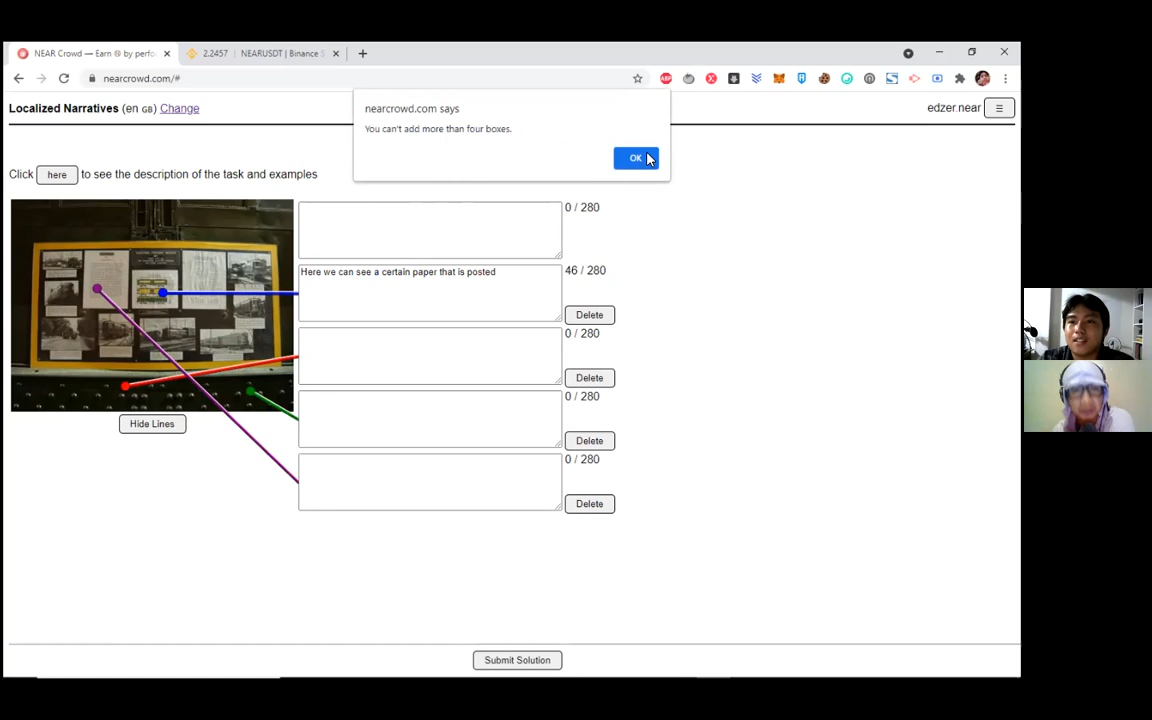 NEAR Crowd — Earn Ⓝ by perfo
2.2457 | NEARUSDT | Binance S
nearcrowd.com/#
Localized Narratives (en GB) Change
edzer.near
nearcrowd.com says
You can't add more than four boxes.
OK
Click here to see the description of the task and examples
0 / 280
Here we can see a certain paper that is posted
46 / 280
Delete
0 / 280
Delete
0 / 280
Delete
0 / 280
Delete
Hide Lines
Submit Solution